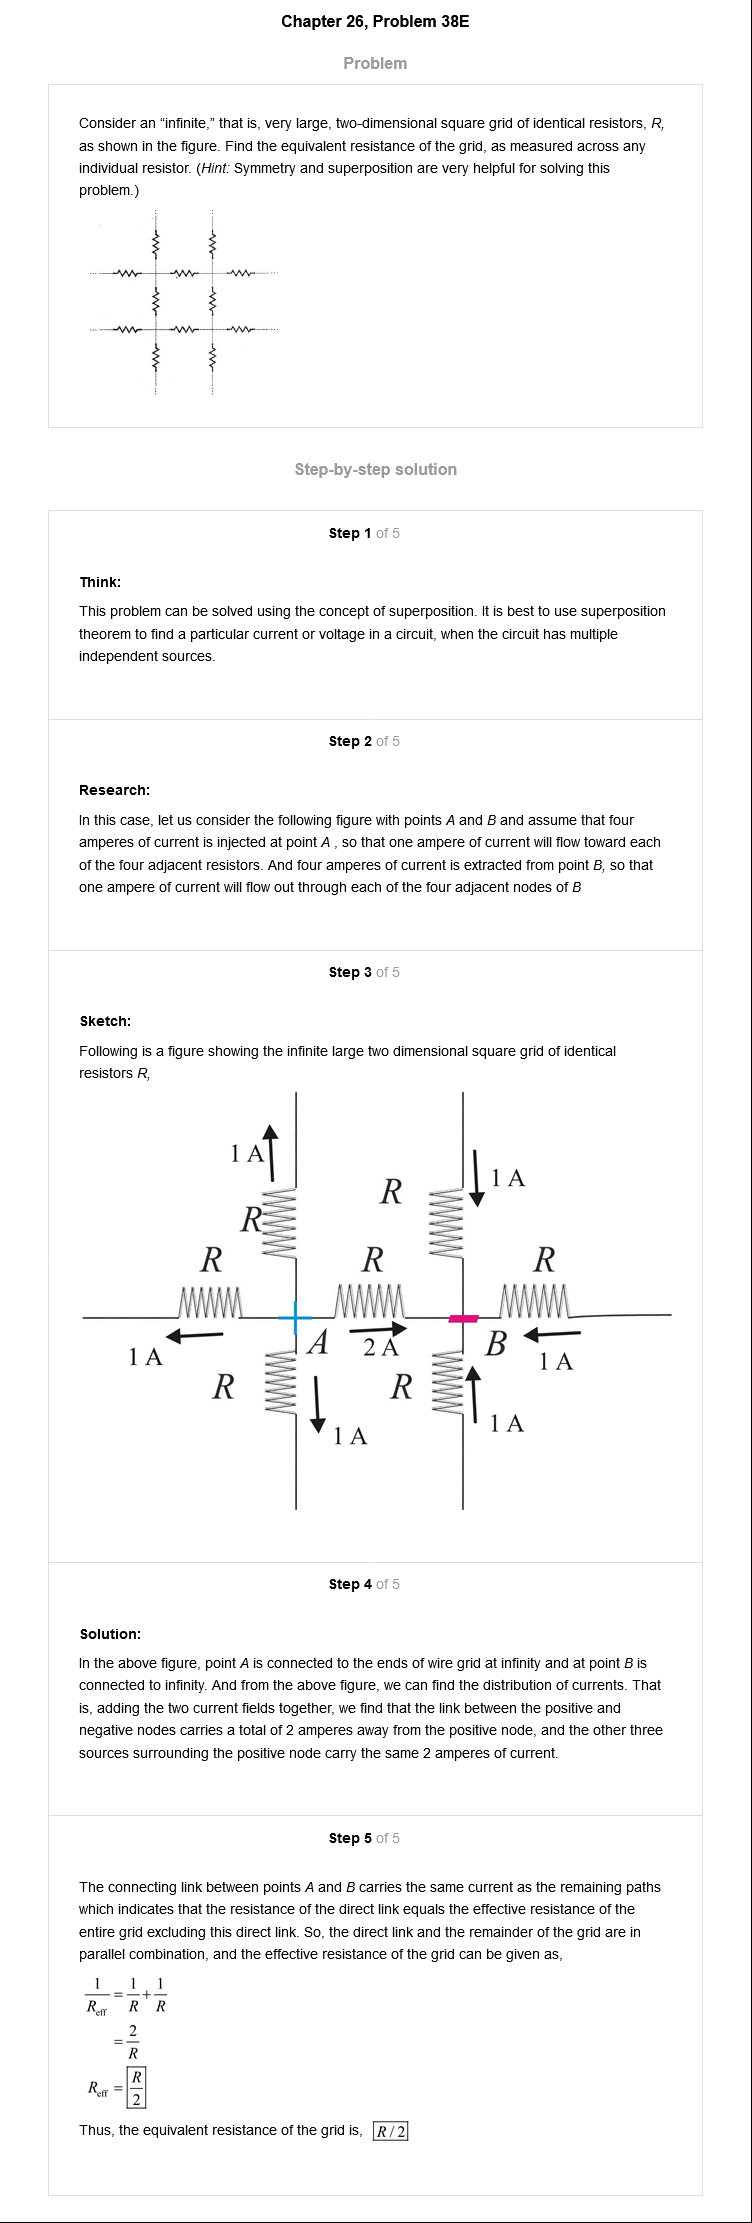 Chapter 26, Problem 38E
Problem
Consider an “infinite,” that is, very large, two-dimensional square grid of identical resistors, R,
as shown in the figure. Find the equivalent resistance of the grid, as measured across any
individual resistor. (Hint: Symmetry and superposition are very helpful for solving this
problem.)
Step-by-step solution
Step 1 of 5
Think:
This problem can be solved using the concept of superposition. It is best to use superposition
theorem to find a particular current or voltage in a circuit, when the circuit has multiple
independent sources.
Step 2 of 5
Research:
In this case, let us consider the following figure with points A and B and assume that four
amperes of current is injected at point A , so that one ampere of current will flow toward each
of the four adjacent resistors. And four amperes of current is extracted from point B, so that
one ampere of current will flow out through each of the four adjacent nodes of B
Step 3 of 5
Sketch:
Following is a figure showing the infinite large two dimensional square grid of identical
resistors R,
1 A
1 A
R
R
R
R
R
A
B
1 A
2 A
1 A
R
R
1 A
1 A
Step 4 of 5
Solution:
In the above figure, point A is connected to the ends of wire grid at infinity and at point B is
connected to infinity. And from the above figure, we can find the distribution of currents. That
is, adding the two current fields together, we find that the link between the positive and
negative nodes carries a total of 2 amperes away from the positive node, and the other three
sources surrounding the positive node carry the same 2 amperes of current.
Step 5 of 5
The connecting link between points A and B carries the same current as the remaining paths
which indicates that the resistance of the direct link equals the effective resistance of the
entire grid excluding this direct link. So, the direct link and the remainder of the grid are in
parallel combination, and the effective resistance of the grid can be given as,
1/R_eff = 1/R + 1/R
= 2/R
R_eff = R/2
Thus, the equivalent resistance of the grid is, R / 2